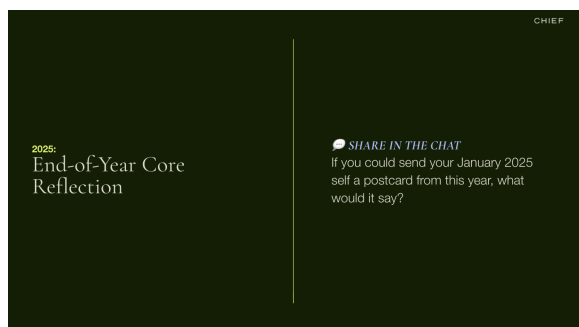 CHIEF
2025:
End-of-Year Core
Reflection
💬 SHARE IN THE CHAT
If you could send your January 2025
self a postcard from this year, what
would it say?